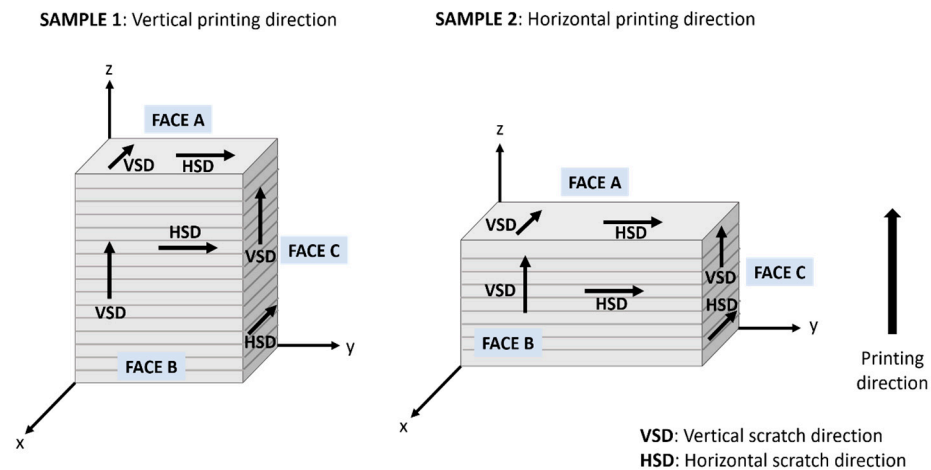 SAMPLE 1: Vertical printing direction
SAMPLE 2: Horizontal printing direction
z
FACE A
VSD
HSD
HSD
VSD
VSD
FACE C
HSD
FACE B
y
x
z
FACE A
VSD
HSD
VSD
VSD
FACE C
HSD
HSD
FACE B
y
x
Printing
direction
VSD: Vertical scratch direction
HSD: Horizontal scratch direction